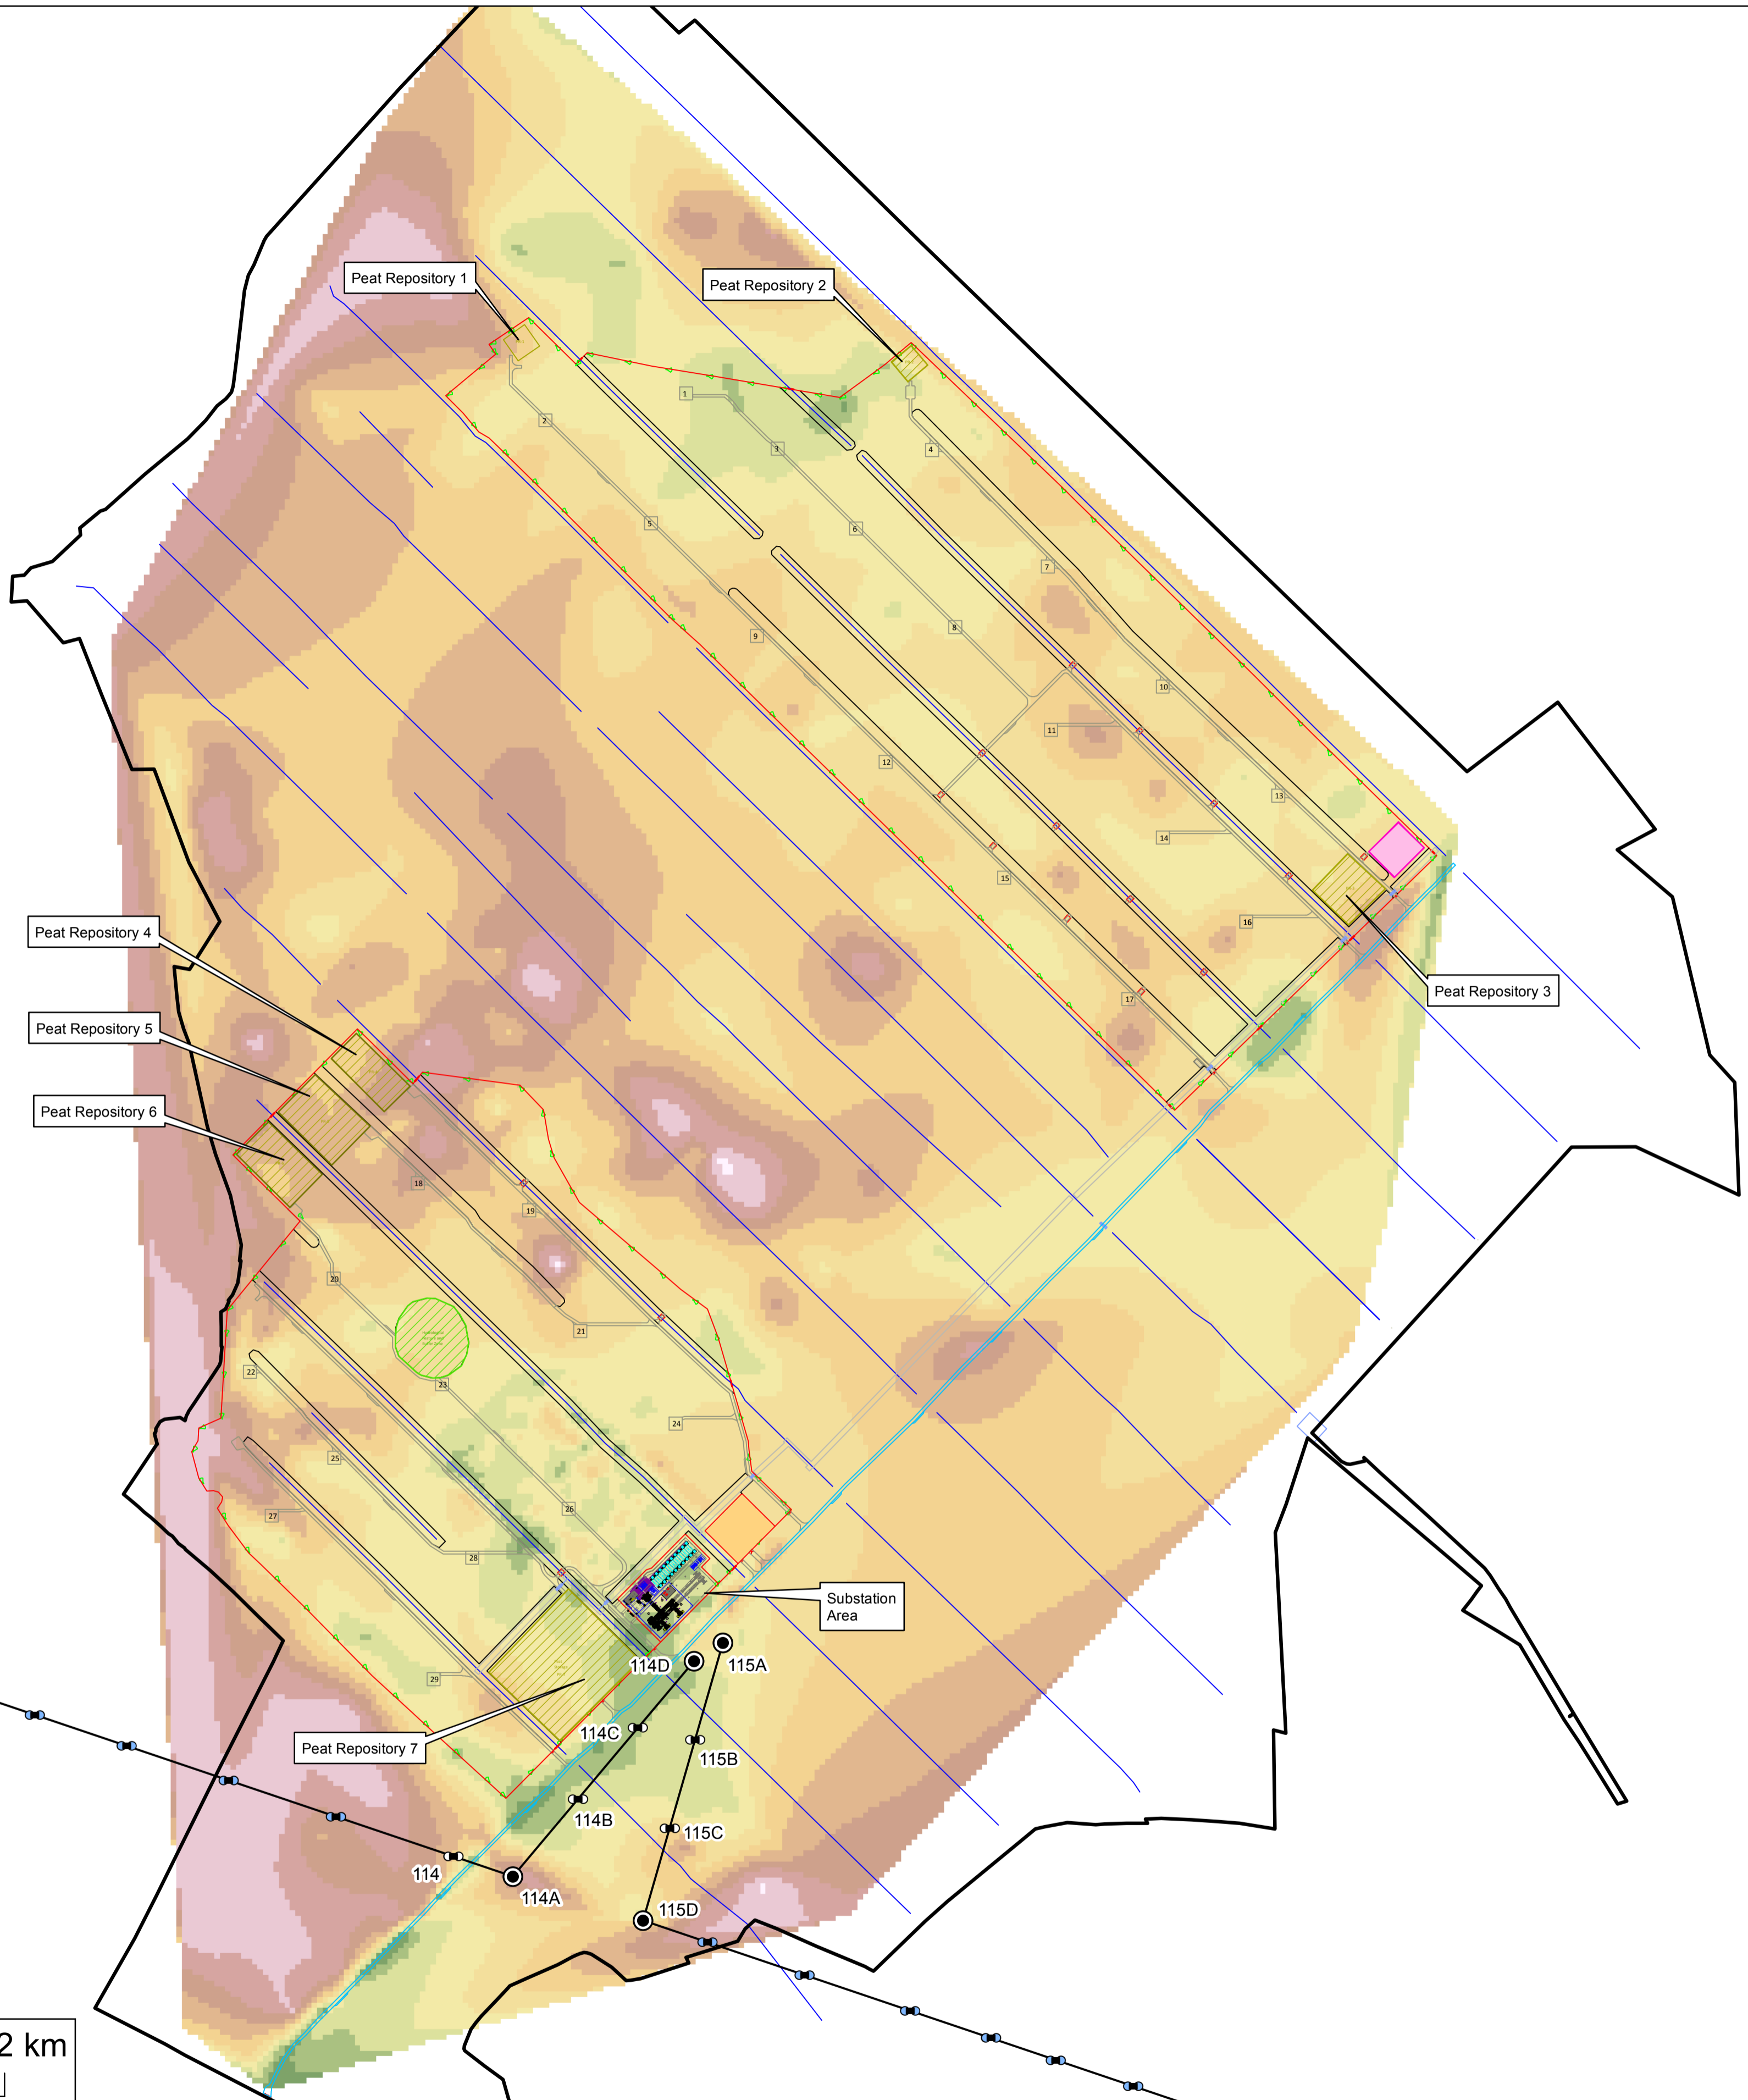 Peat Repository 1
Peat Repository 2
1
2
3
4
5
6
7
8
9
10
11
12
13
14
15
16
17
Peat Repository 3
Peat Repository 4
Peat Repository 5
Peat Repository 6
18
19
20
21
22
23
24
25
26
27
28
29
Substation
Area
114D
115A
114C
115B
Peat Repository 7
114B
115C
114
114A
115D
2 km